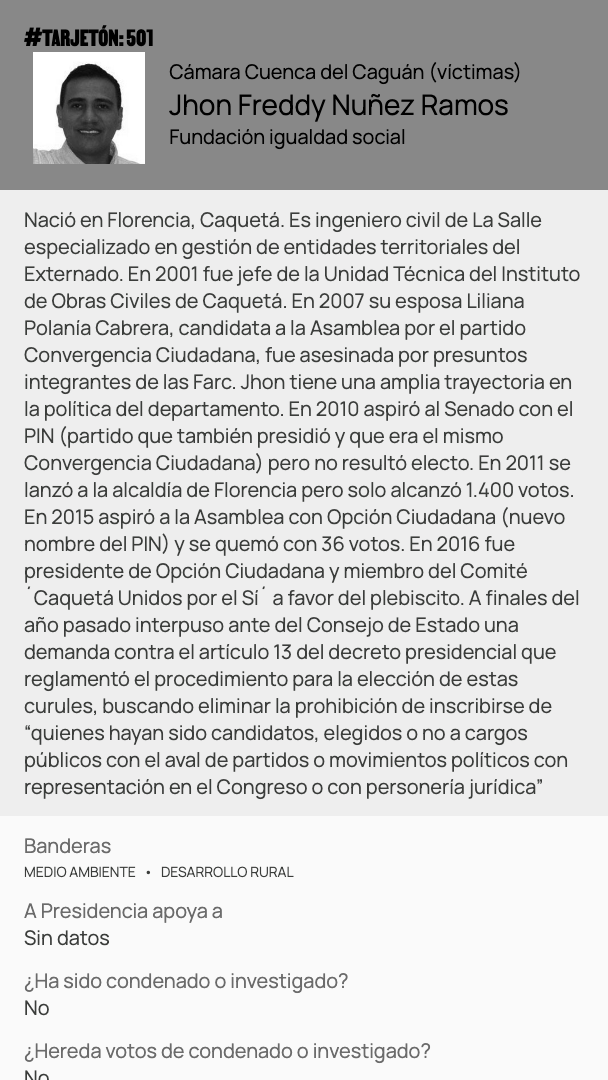 #TARJETÓN: 501
Cámara Cuenca del Caguán (víctimas)
Jhon Freddy Nuñez Ramos
Fundación igualdad social
Nació en Florencia, Caquetá. Es ingeniero civil de La Salle
especializado en gestión de entidades territoriales del
Externado. En 2001 fue jefe de la Unidad Técnica del Instituto
de Obras Civiles de Caquetá. En 2007 su esposa Liliana
Polanía Cabrera, candidata a la Asamblea por el partido
Convergencia Ciudadana, fue asesinada por presuntos
integrantes de las Farc. Jhon tiene una amplia trayectoria en
la política del departamento. En 2010 aspiró al Senado con el
PIN (partido que también presidió y que era el mismo
Convergencia Ciudadana) pero no resultó electo. En 2011 se
lanzó a la alcaldía de Florencia pero solo alcanzó 1.400 votos.
En 2015 aspiró a la Asamblea con Opción Ciudadana (nuevo
nombre del PIN) y se quemó con 36 votos. En 2016 fue
presidente de Opción Ciudadana y miembro del Comité
´Caquetá Unidos por el Sí´ a favor del plebiscito. A finales del
año pasado interpuso ante del Consejo de Estado una
demanda contra el artículo 13 del decreto presidencial que
reglamentó el procedimiento para la elección de estas
curules, buscando eliminar la prohibición de inscribirse de
“quienes hayan sido candidatos, elegidos o no a cargos
públicos con el aval de partidos o movimientos políticos con
representación en el Congreso o con personería jurídica”
Banderas
MEDIO AMBIENTE • DESARROLLO RURAL
A Presidencia apoya a
Sin datos
¿Ha sido condenado o investigado?
No
¿Hereda votos de condenado o investigado?
No